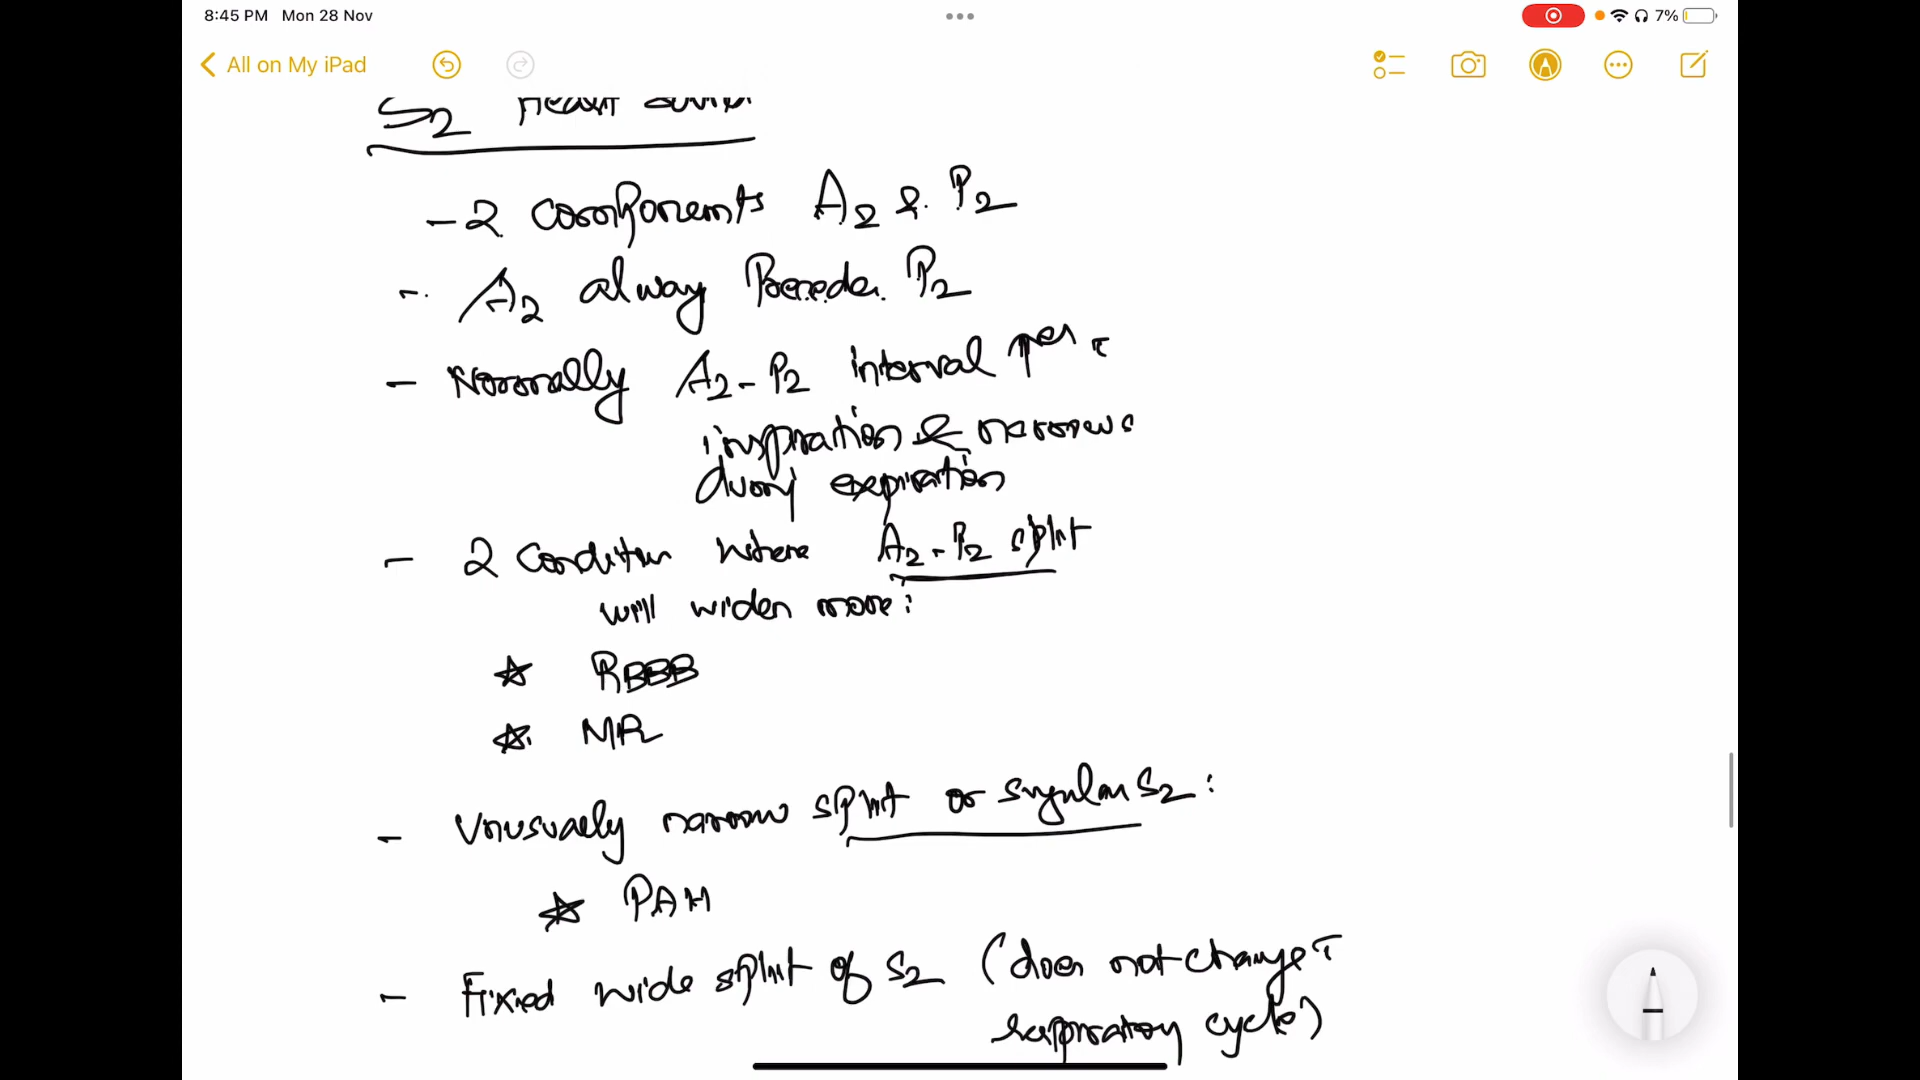 8:45 PM Mon 28 Nov
7%
All on My iPad
S2 Heart Sound
- 2 components A2 & P2
- A2 alway Precedes P2
- Normally A2-P2 interval
inspiration & narrows
during expiration
- 2 Condition where A2-P2 split
will widen more:
☆ RBBB
☆ MR
- Unusually narrow split or singular S2:
☆ PAH
- Fixed wide split of S2 (does not change
respiratory cycle)